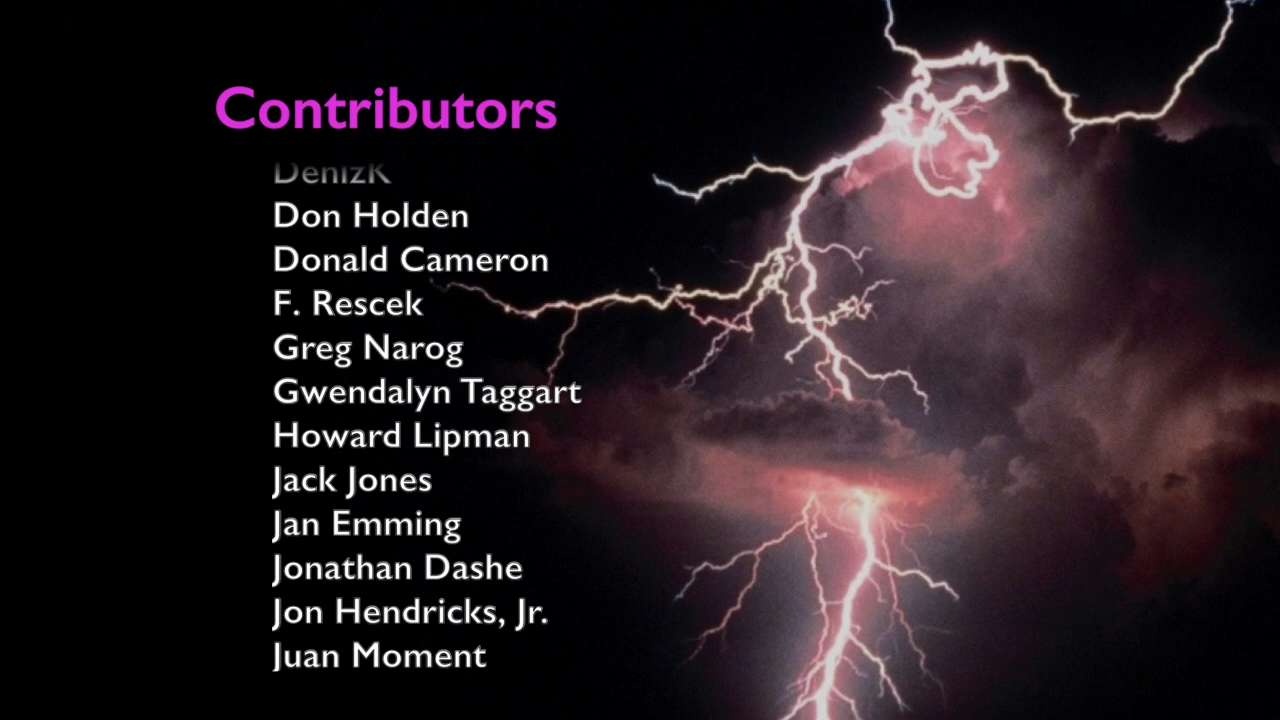 Contributors
DenizK
Don Holden
Donald Cameron
F. Rescek
Greg Narog
Gwendalyn Taggart
Howard Lipman
Jack Jones
Jan Emming
Jonathan Dashe
Jon Hendricks, Jr.
Juan Moment